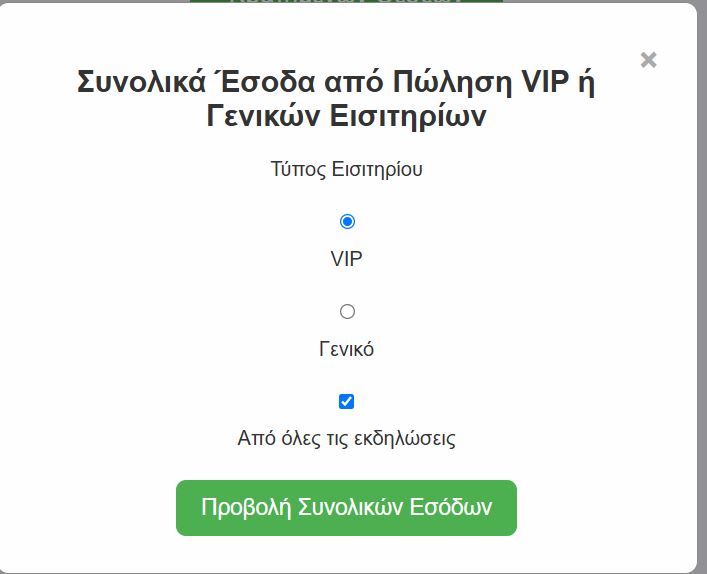 ×
Συνολικά Έσοδα από Πώληση VIP ή
Γενικών Εισιτηρίων
Τύπος Εισιτηρίου
VIP
Γενικό
Από όλες τις εκδηλώσεις
Προβολή Συνολικών Εσόδων